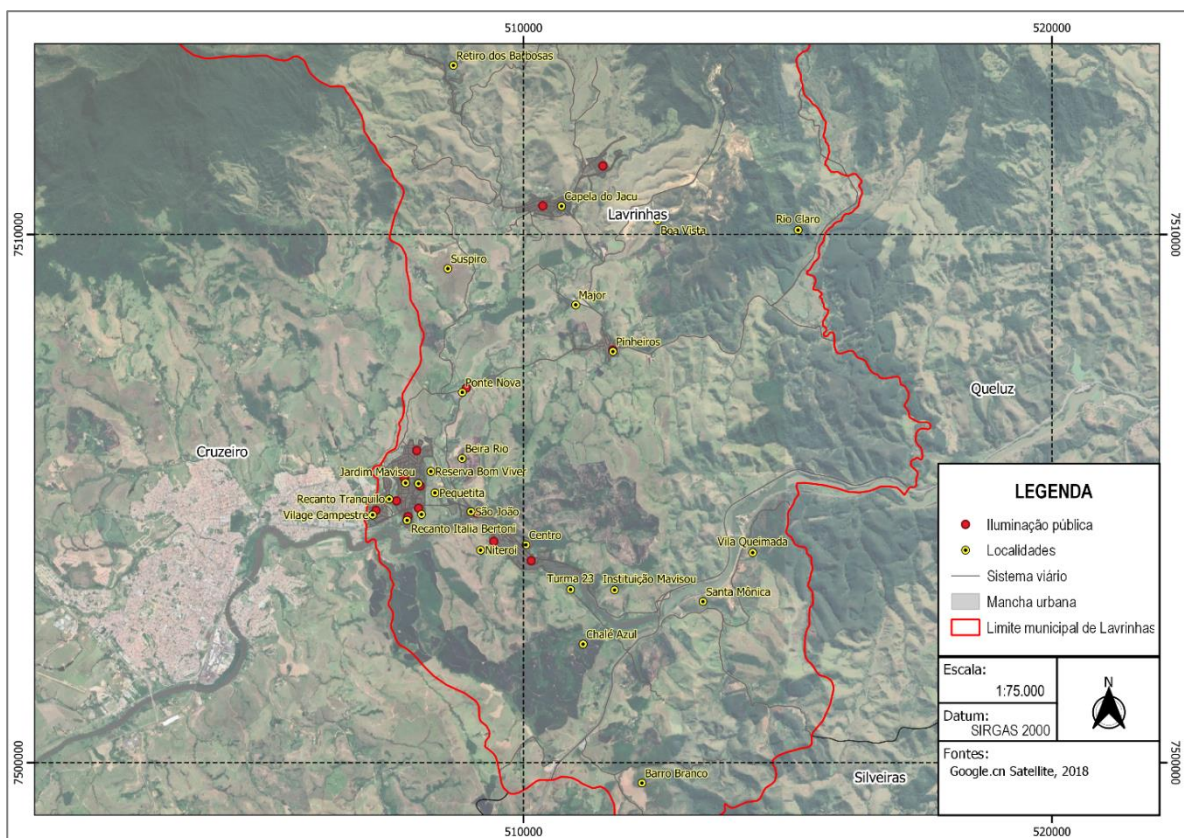 510000
520000
Retiro dos Barbosas
Capela do Jacu
Lavrinhas
Rio Claro
Boa Vista
7510000
7510000
Suspiro
Major
Pinheiros
Ponte Nova
Queluz
Cruzeiro
Beira Rio
Jardim Mavisou
Reserva Bom Viver
Recanto Tranquilo
Pequetita
Vilage Campestre
São João
Recanto Italia Bertoni
Centro
Niteroi
Vila Queimada
Turma 23
Instituição Mavisou
Santa Mônica
Chalé Azul
Barro Branco
Silveiras
7500000
7500000
510000
520000
LEGENDA
Iluminação pública
Localidades
Sistema viário
Mancha urbana
Limite municipal de Lavrinhas
Escala:
1:75.000
N
Datum:
SIRGAS 2000
Fontes:
Google.cn Satellite, 2018